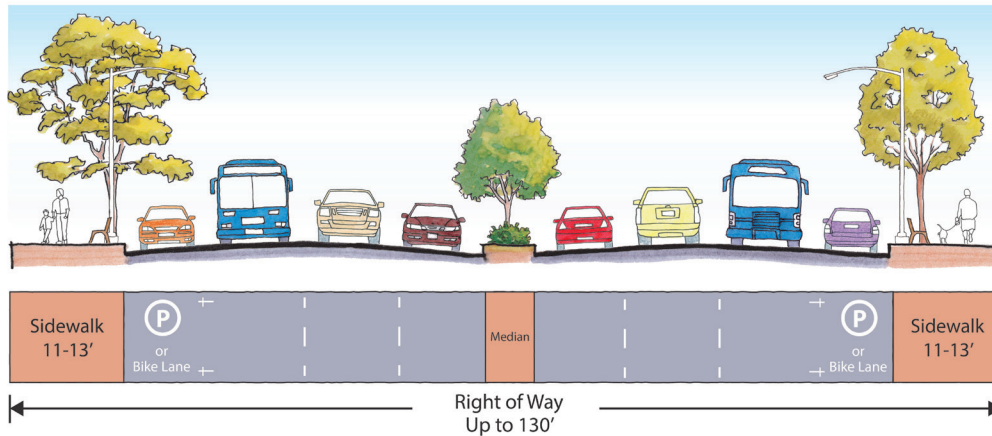 Sidewalk
11-13’
P
or
Bike Lane
Median
P
or
Bike Lane
Sidewalk
11-13’
Right of Way
Up to 130’